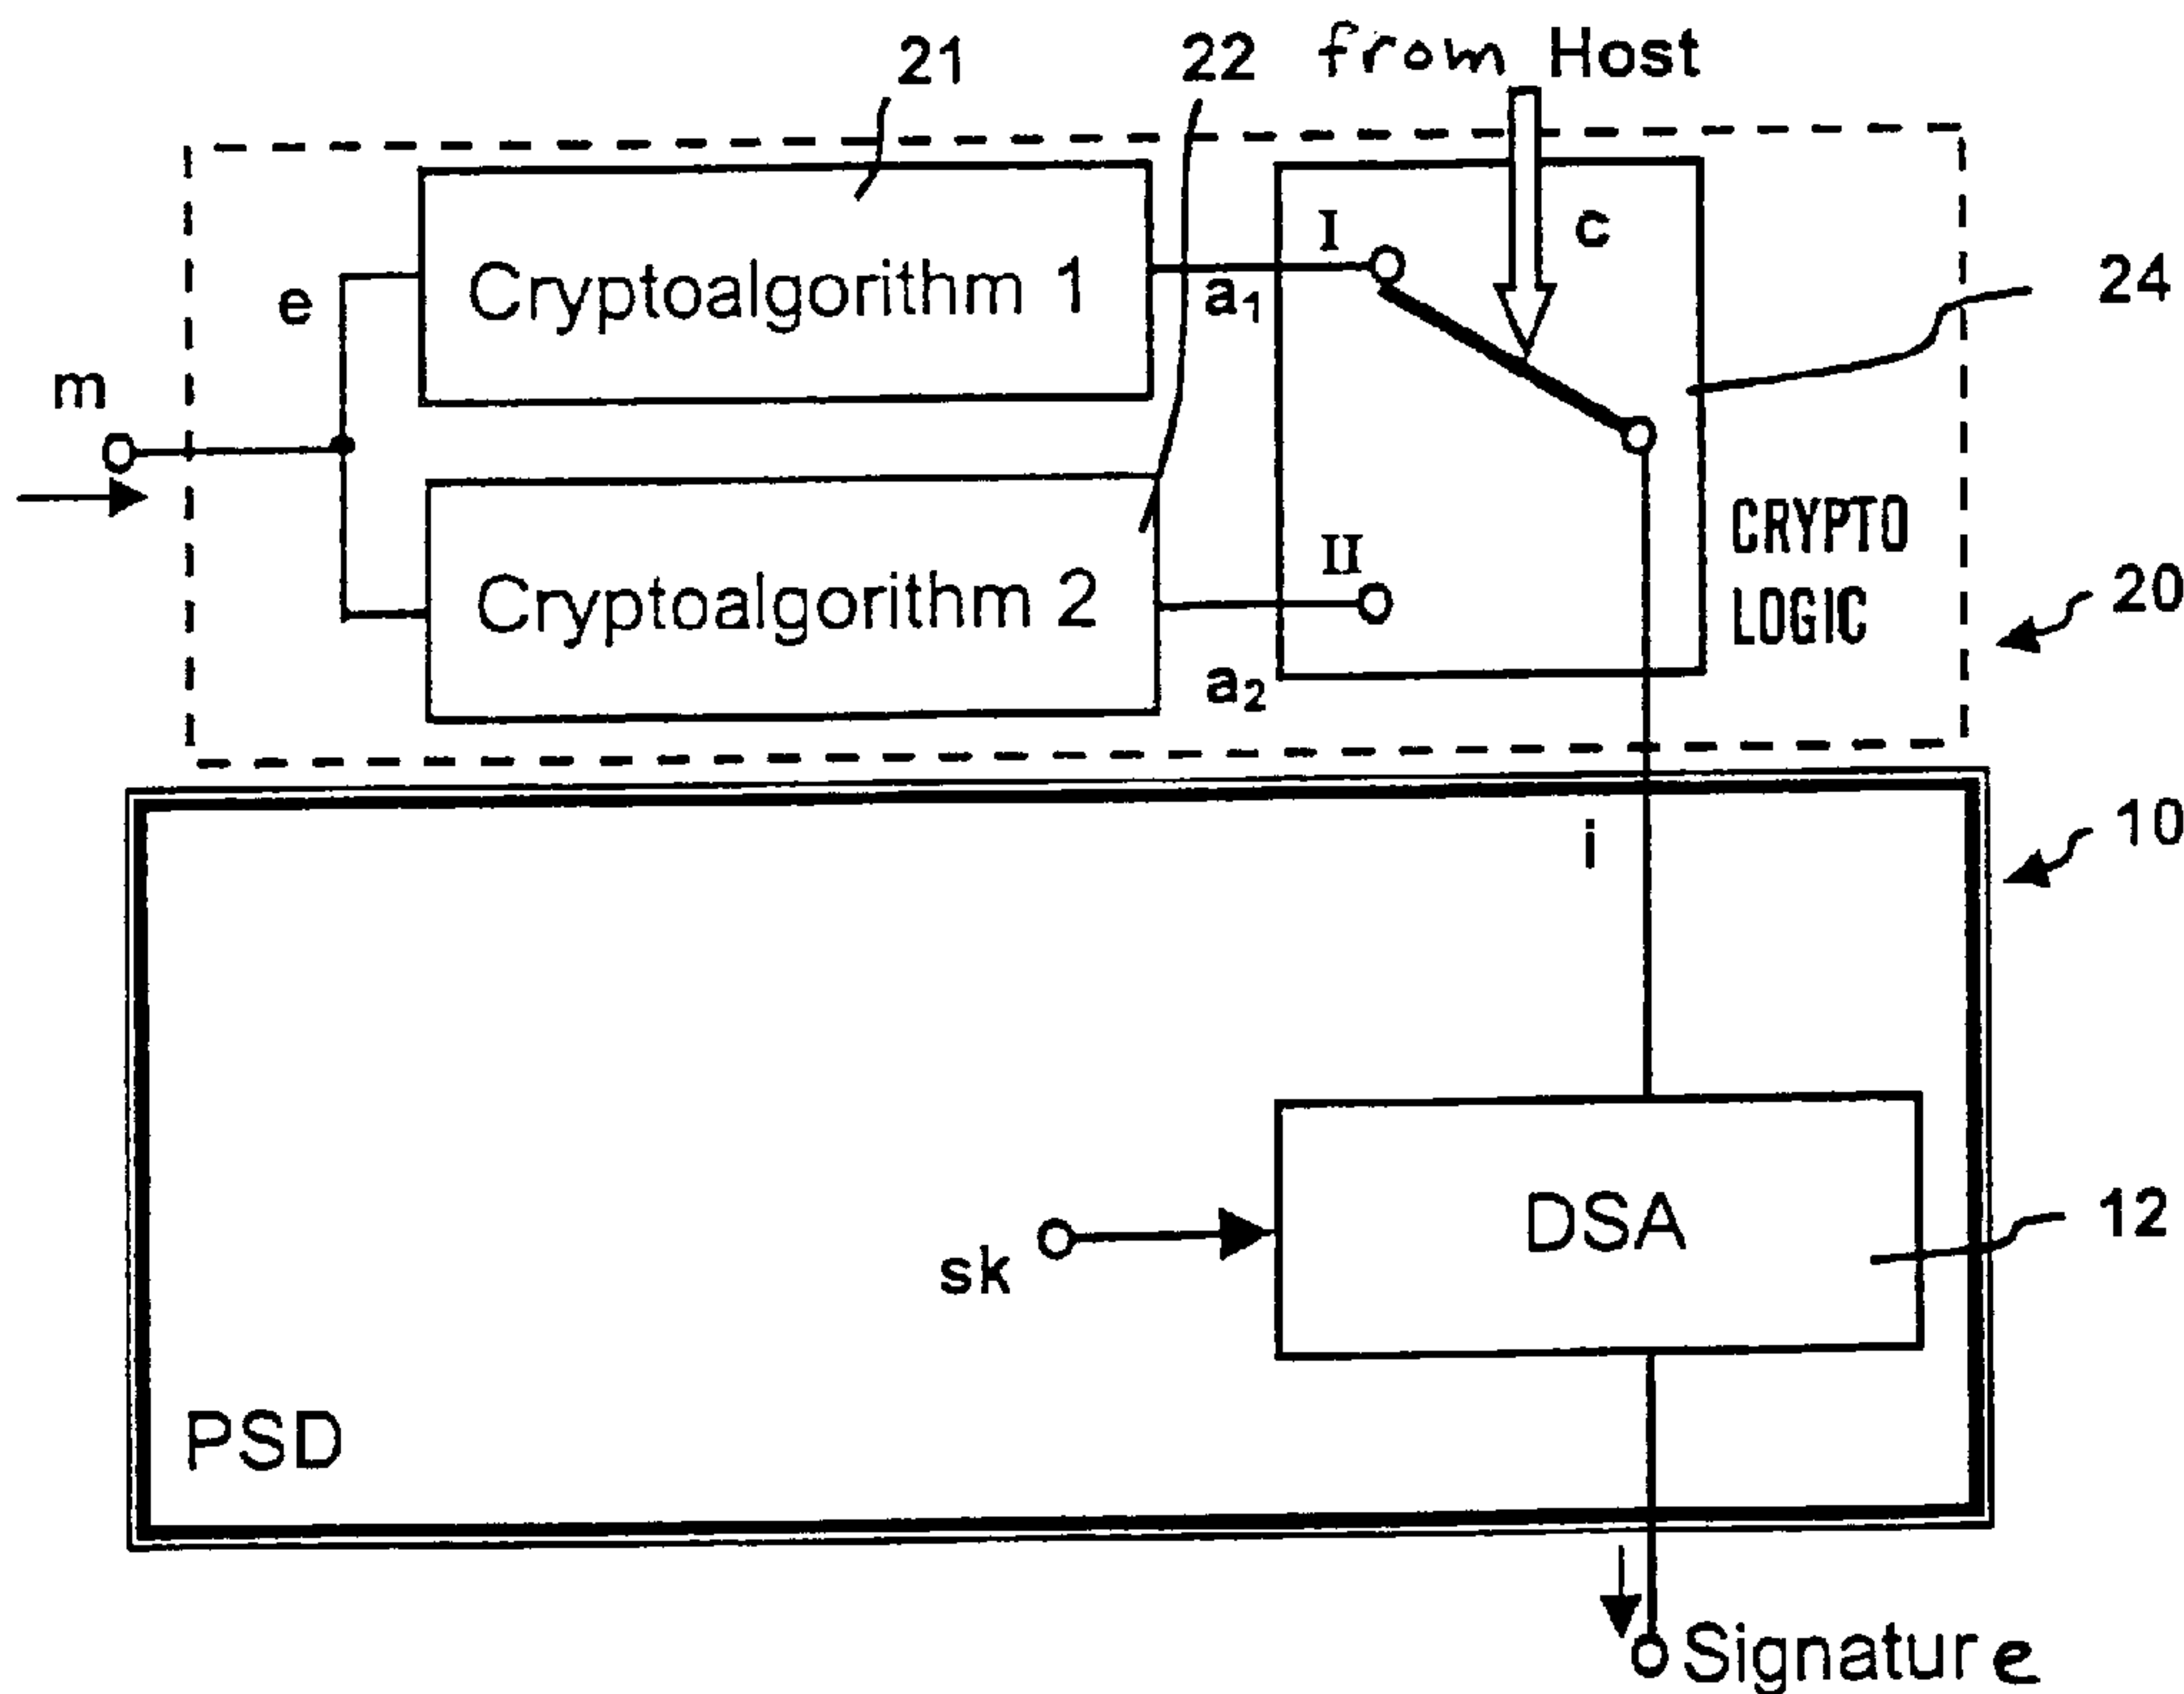 21
22
from Host
I
c
24
e
Cryptoalgorithm 1
a₁
m
CRYPTO
LOGIC
II
20
Cryptoalgorithm 2
a₂
10
i
DSA
12
sk
PSD
Signature